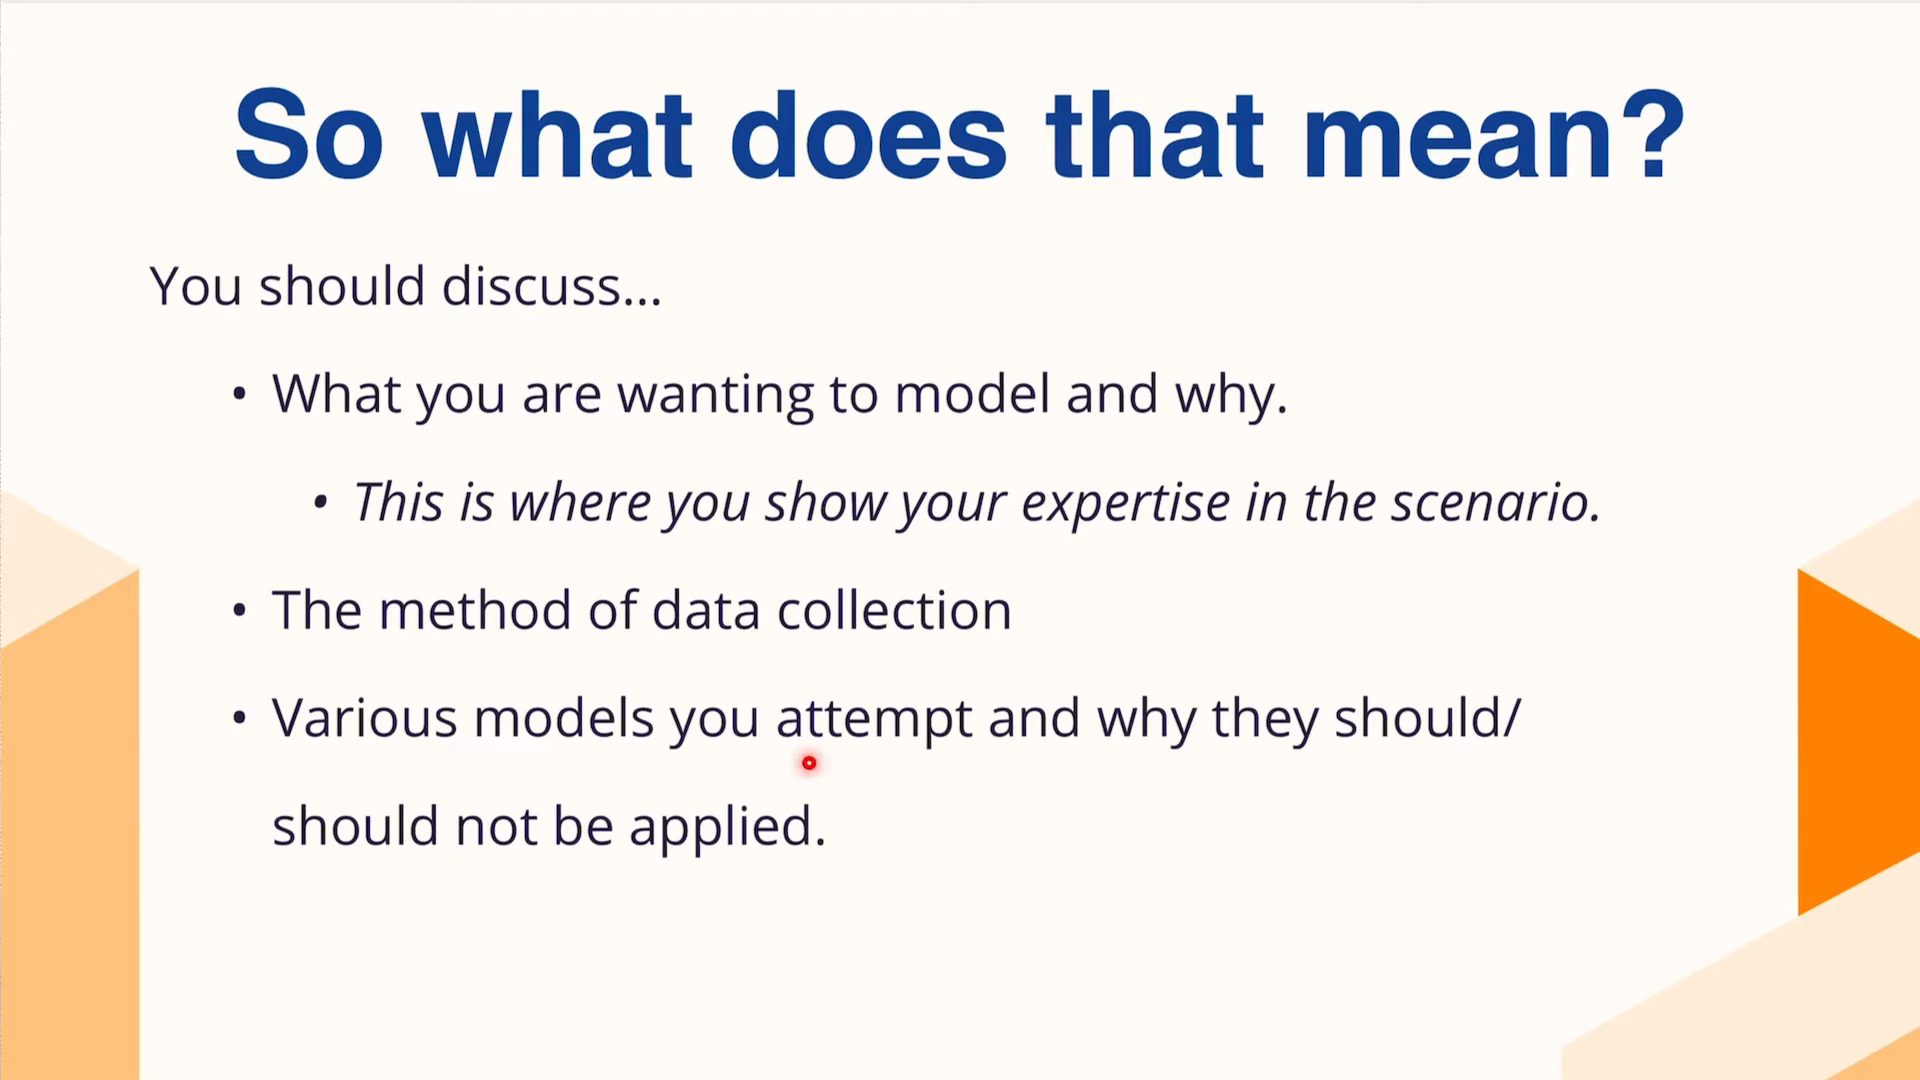 So what does that mean?
You should discuss...
• What you are wanting to model and why.
• This is where you show your expertise in the scenario.
• The method of data collection
• Various models you attempt and why they should/
should not be applied.